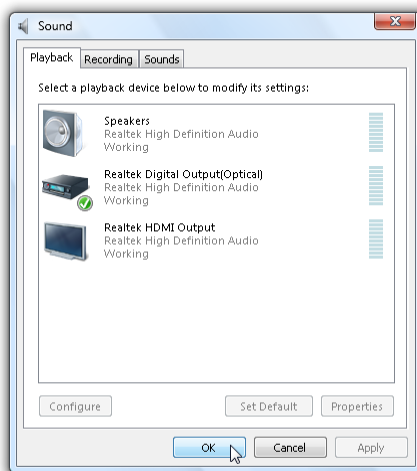 Sound
Playback
Recording
Sounds
Select a playback device below to modify its settings:
Speakers
Realtek High Definition Audio
Working
Realtek Digital Output(Optical)
Realtek High Definition Audio
Working
Realtek HDMI Output
Realtek High Definition Audio
Working
Configure
Set Default
Properties
OK
Cancel
Apply